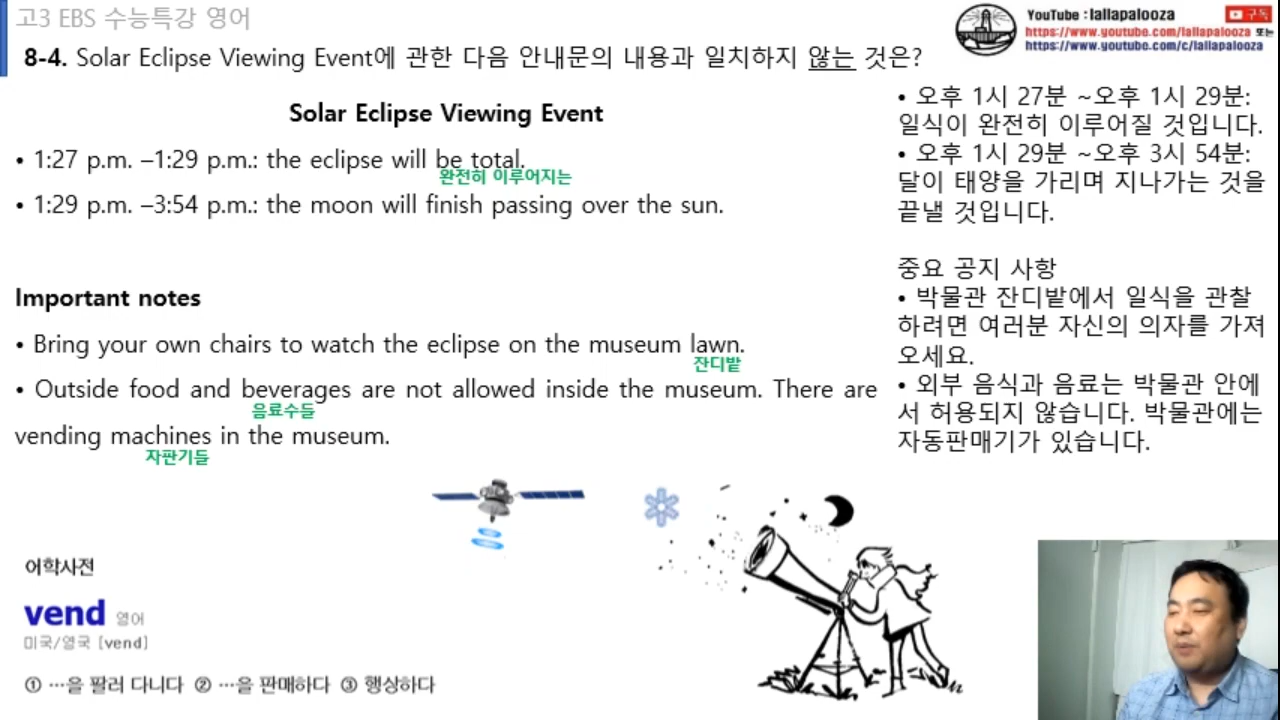 고3 EBS 수능특강 영어
YouTube : lallapalooza
구독
https://www.youtube.com/lallapalooza 또는
https://www.youtube.com/c/lallapalooza
8-4. Solar Eclipse Viewing Event에 관한 다음 안내문의 내용과 일치하지 않는 것은?
Solar Eclipse Viewing Event
• 1:27 p.m. –1:29 p.m.: the eclipse will be total.
완전히 이루어지는
• 1:29 p.m. –3:54 p.m.: the moon will finish passing over the sun.
Important notes
• Bring your own chairs to watch the eclipse on the museum lawn.
잔디밭
• Outside food and beverages are not allowed inside the museum. There are
음료수들
vending machines in the museum.
자판기들
• 오후 1시 27분 ~오후 1시 29분:
일식이 완전히 이루어질 것입니다.
• 오후 1시 29분 ~오후 3시 54분:
달이 태양을 가리며 지나가는 것을
끝낼 것입니다.
중요 공지 사항
• 박물관 잔디밭에서 일식을 관찰
하려면 여러분 자신의 의자를 가져
오세요.
• 외부 음식과 음료는 박물관 안에
서 허용되지 않습니다. 박물관에는
자동판매기가 있습니다.
어학사전
vend 영어
미국/영국 [vend]
① …을 팔러 다니다 ② …을 판매하다 ③ 행상하다